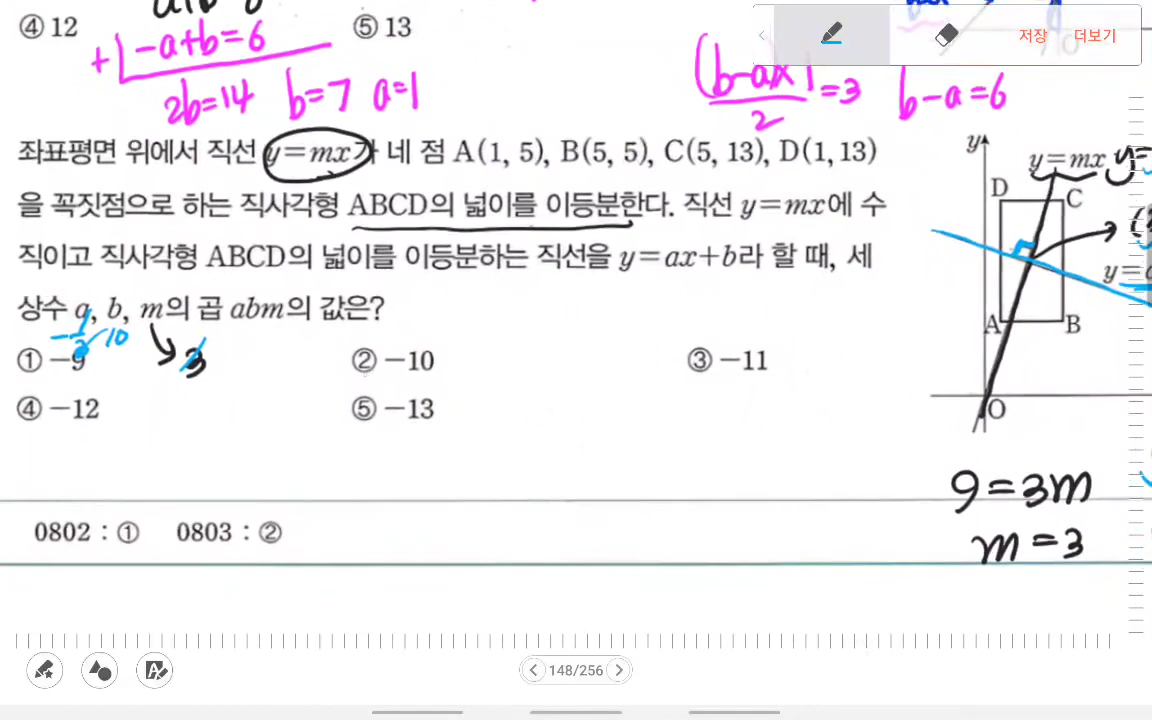 ④ 12 ⑤ 13
저장 더보기
+ -a+b=6
2b=14 b=7 a=1
(b-a)×1/2=3 b-a=6
좌표평면 위에서 직선 y=mx가 네 점 A(1, 5), B(5, 5), C(5, 13), D(1, 13)
을 꼭짓점으로 하는 직사각형 ABCD의 넓이를 이등분한다. 직선 y=mx에 수
직이고 직사각형 ABCD의 넓이를 이등분하는 직선을 y=ax+b라 할 때, 세
상수 a, b, m의 곱 abm의 값은?
-1/3 10 3
① -9 ② -10 ③ -11
④ -12 ⑤ -13
y
y=mx y=
D C
(3
y=a
A B
O
9=3m
m=3
0802 : ① 0803 : ②
148/256